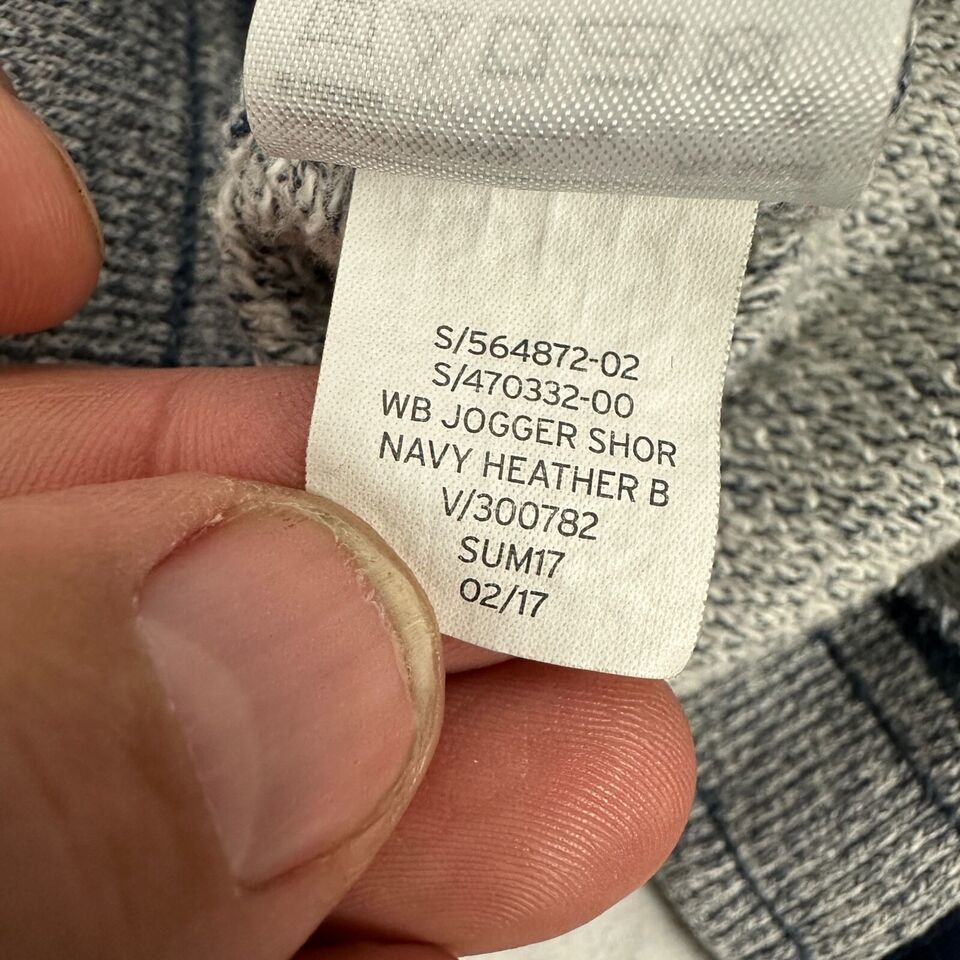 S/564872-02
S/470332-00
WB JOGGER SHOR
NAVY HEATHER B
V/300782
SUM17
02/17